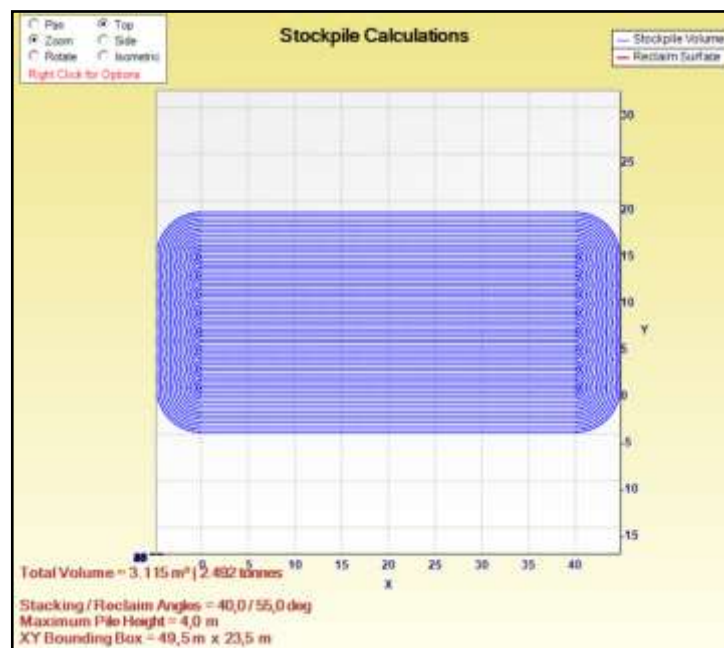 Pan Top
Zoom Side
Rotate Isometric
Right Click for Options
Stockpile Calculations
Stockpile Volume
Reclaim Surface
30
25
20
15
10
5
0
-5
-10
-15
Y
0 5 10 15 20 25 30 35 40
X
Total Volume = 3.115 m³ | 2.492 tonnes
Stacking / Reclaim Angles = 40,0 / 55,0 deg
Maximum Pile Height = 4,0 m
XY Bounding Box = 49,5 m x 23,5 m